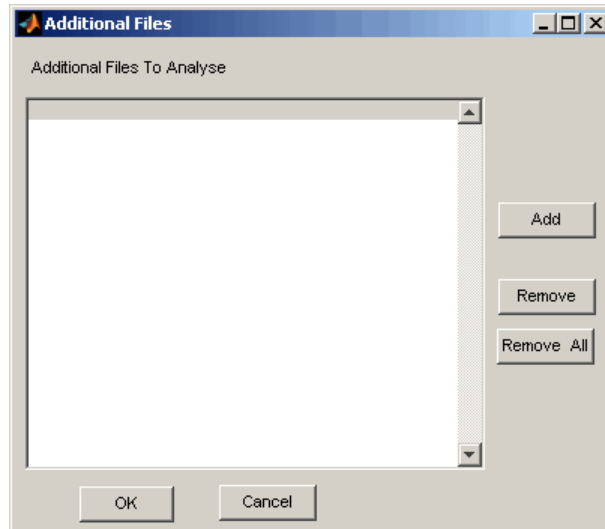 Additional Files
Additional Files To Analyse
Add
Remove
Remove All
OK
Cancel